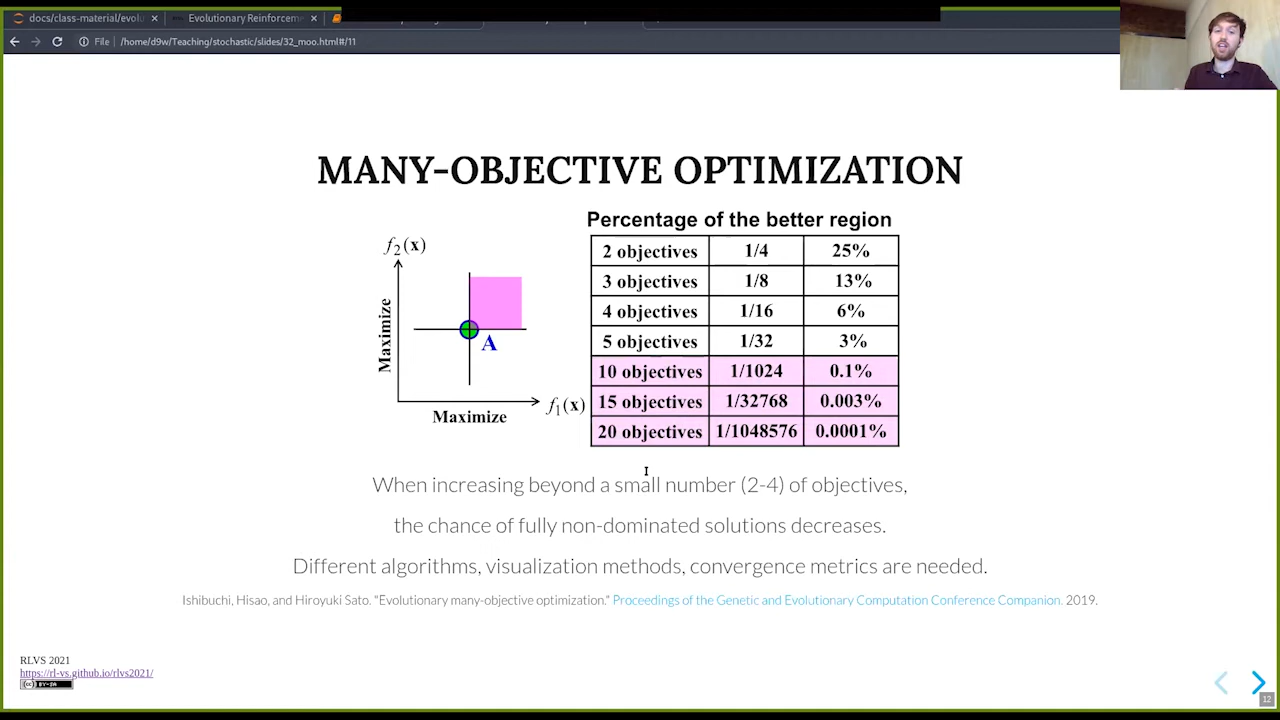 docs/class-material/evolu
Evolutionary Reinforceme
File /home/d9w/Teaching/stochastic/slides/32_moo.html#/11
MANY-OBJECTIVE OPTIMIZATION
f2(x)
Maximize
A
f1(x)
Maximize
Percentage of the better region
2 objectives 1/4 25%
3 objectives 1/8 13%
4 objectives 1/16 6%
5 objectives 1/32 3%
10 objectives 1/1024 0.1%
15 objectives 1/32768 0.003%
20 objectives 1/1048576 0.0001%
When increasing beyond a small number (2-4) of objectives,
the chance of fully non-dominated solutions decreases.
Different algorithms, visualization methods, convergence metrics are needed.
Ishibuchi, Hisao, and Hiroyuki Sato. "Evolutionary many-objective optimization." Proceedings of the Genetic and Evolutionary Computation Conference Companion. 2019.
RLVS 2021
https://rl-vs.github.io/rlvs2021/
CC BY-SA
12